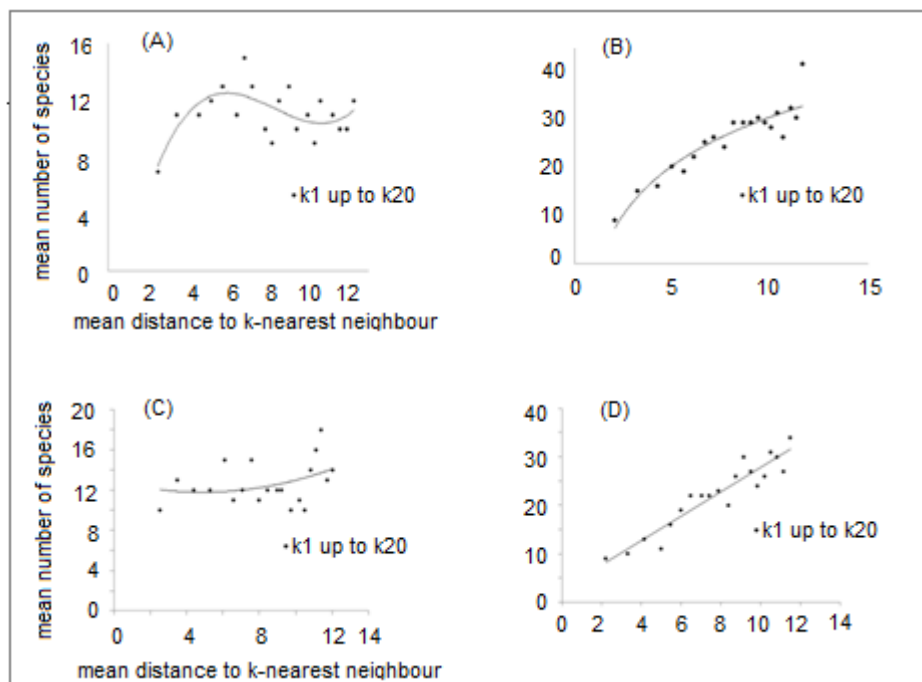 (A)
mean number of species
16
12
8
4
0
k1 up to k20
0 2 4 6 8 10 12
mean distance to k-nearest neighbour
(B)
40
30
20
10
0
k1 up to k20
0 5 10 15
(C)
mean number of species
20
16
12
8
4
0
k1 up to k20
0 4 8 12 14
mean distance to k-nearest neighbour
(D)
40
30
20
10
0
k1 up to k20
0 2 4 6 8 10 12 14